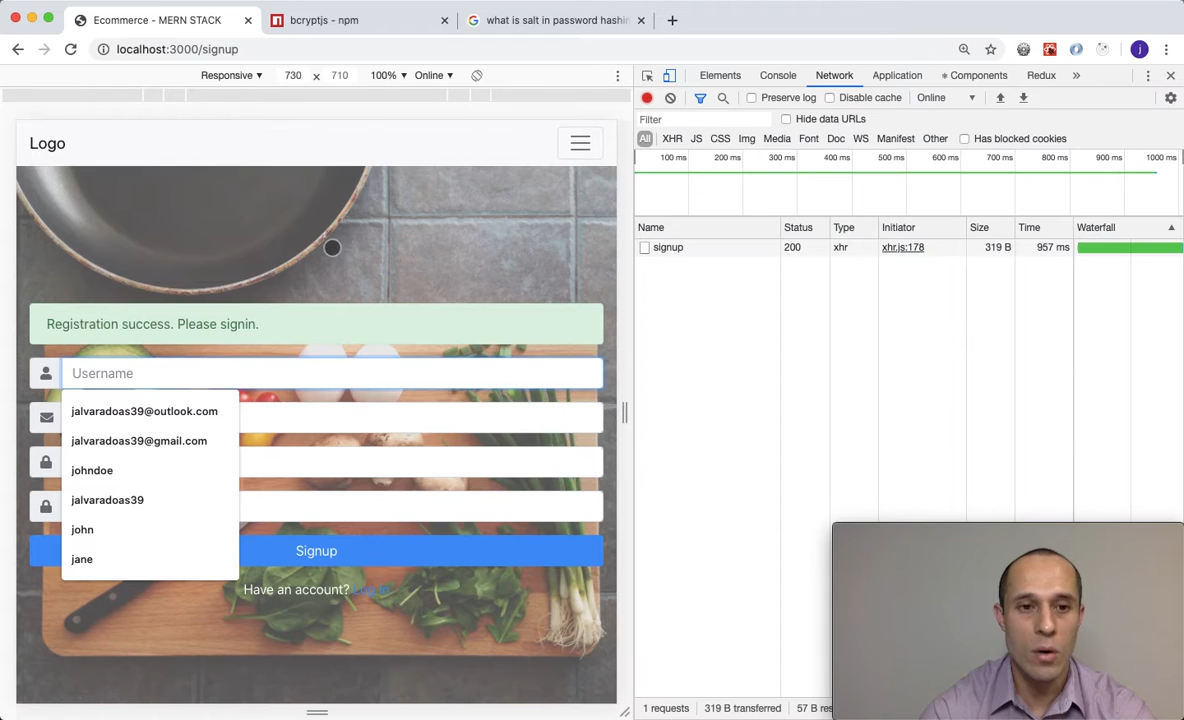 Ecommerce - MERN STACK
bcryptjs - npm
what is salt in password hashin
localhost:3000/signup
j
Responsive ▾ 730 x 710 100% ▾ Online ▾
Elements Console Network Application Components Redux
Preserve log Disable cache Online
Filter
Hide data URLs
All XHR JS CSS Img Media Font Doc WS Manifest Other Has blocked cookies
100 ms 200 ms 300 ms 400 ms 500 ms 600 ms 700 ms 800 ms 900 ms 1000 ms
Name Status Type Initiator Size Time Waterfall
signup 200 xhr xhr.js:178 319 B 957 ms
Logo
Registration success. Please signin.
Username
jalvaradoas39@outlook.com
jalvaradoas39@gmail.com
johndoe
jalvaradoas39
john
jane
Signup
Have an account? Log in
1 requests 319 B transferred 57 B res